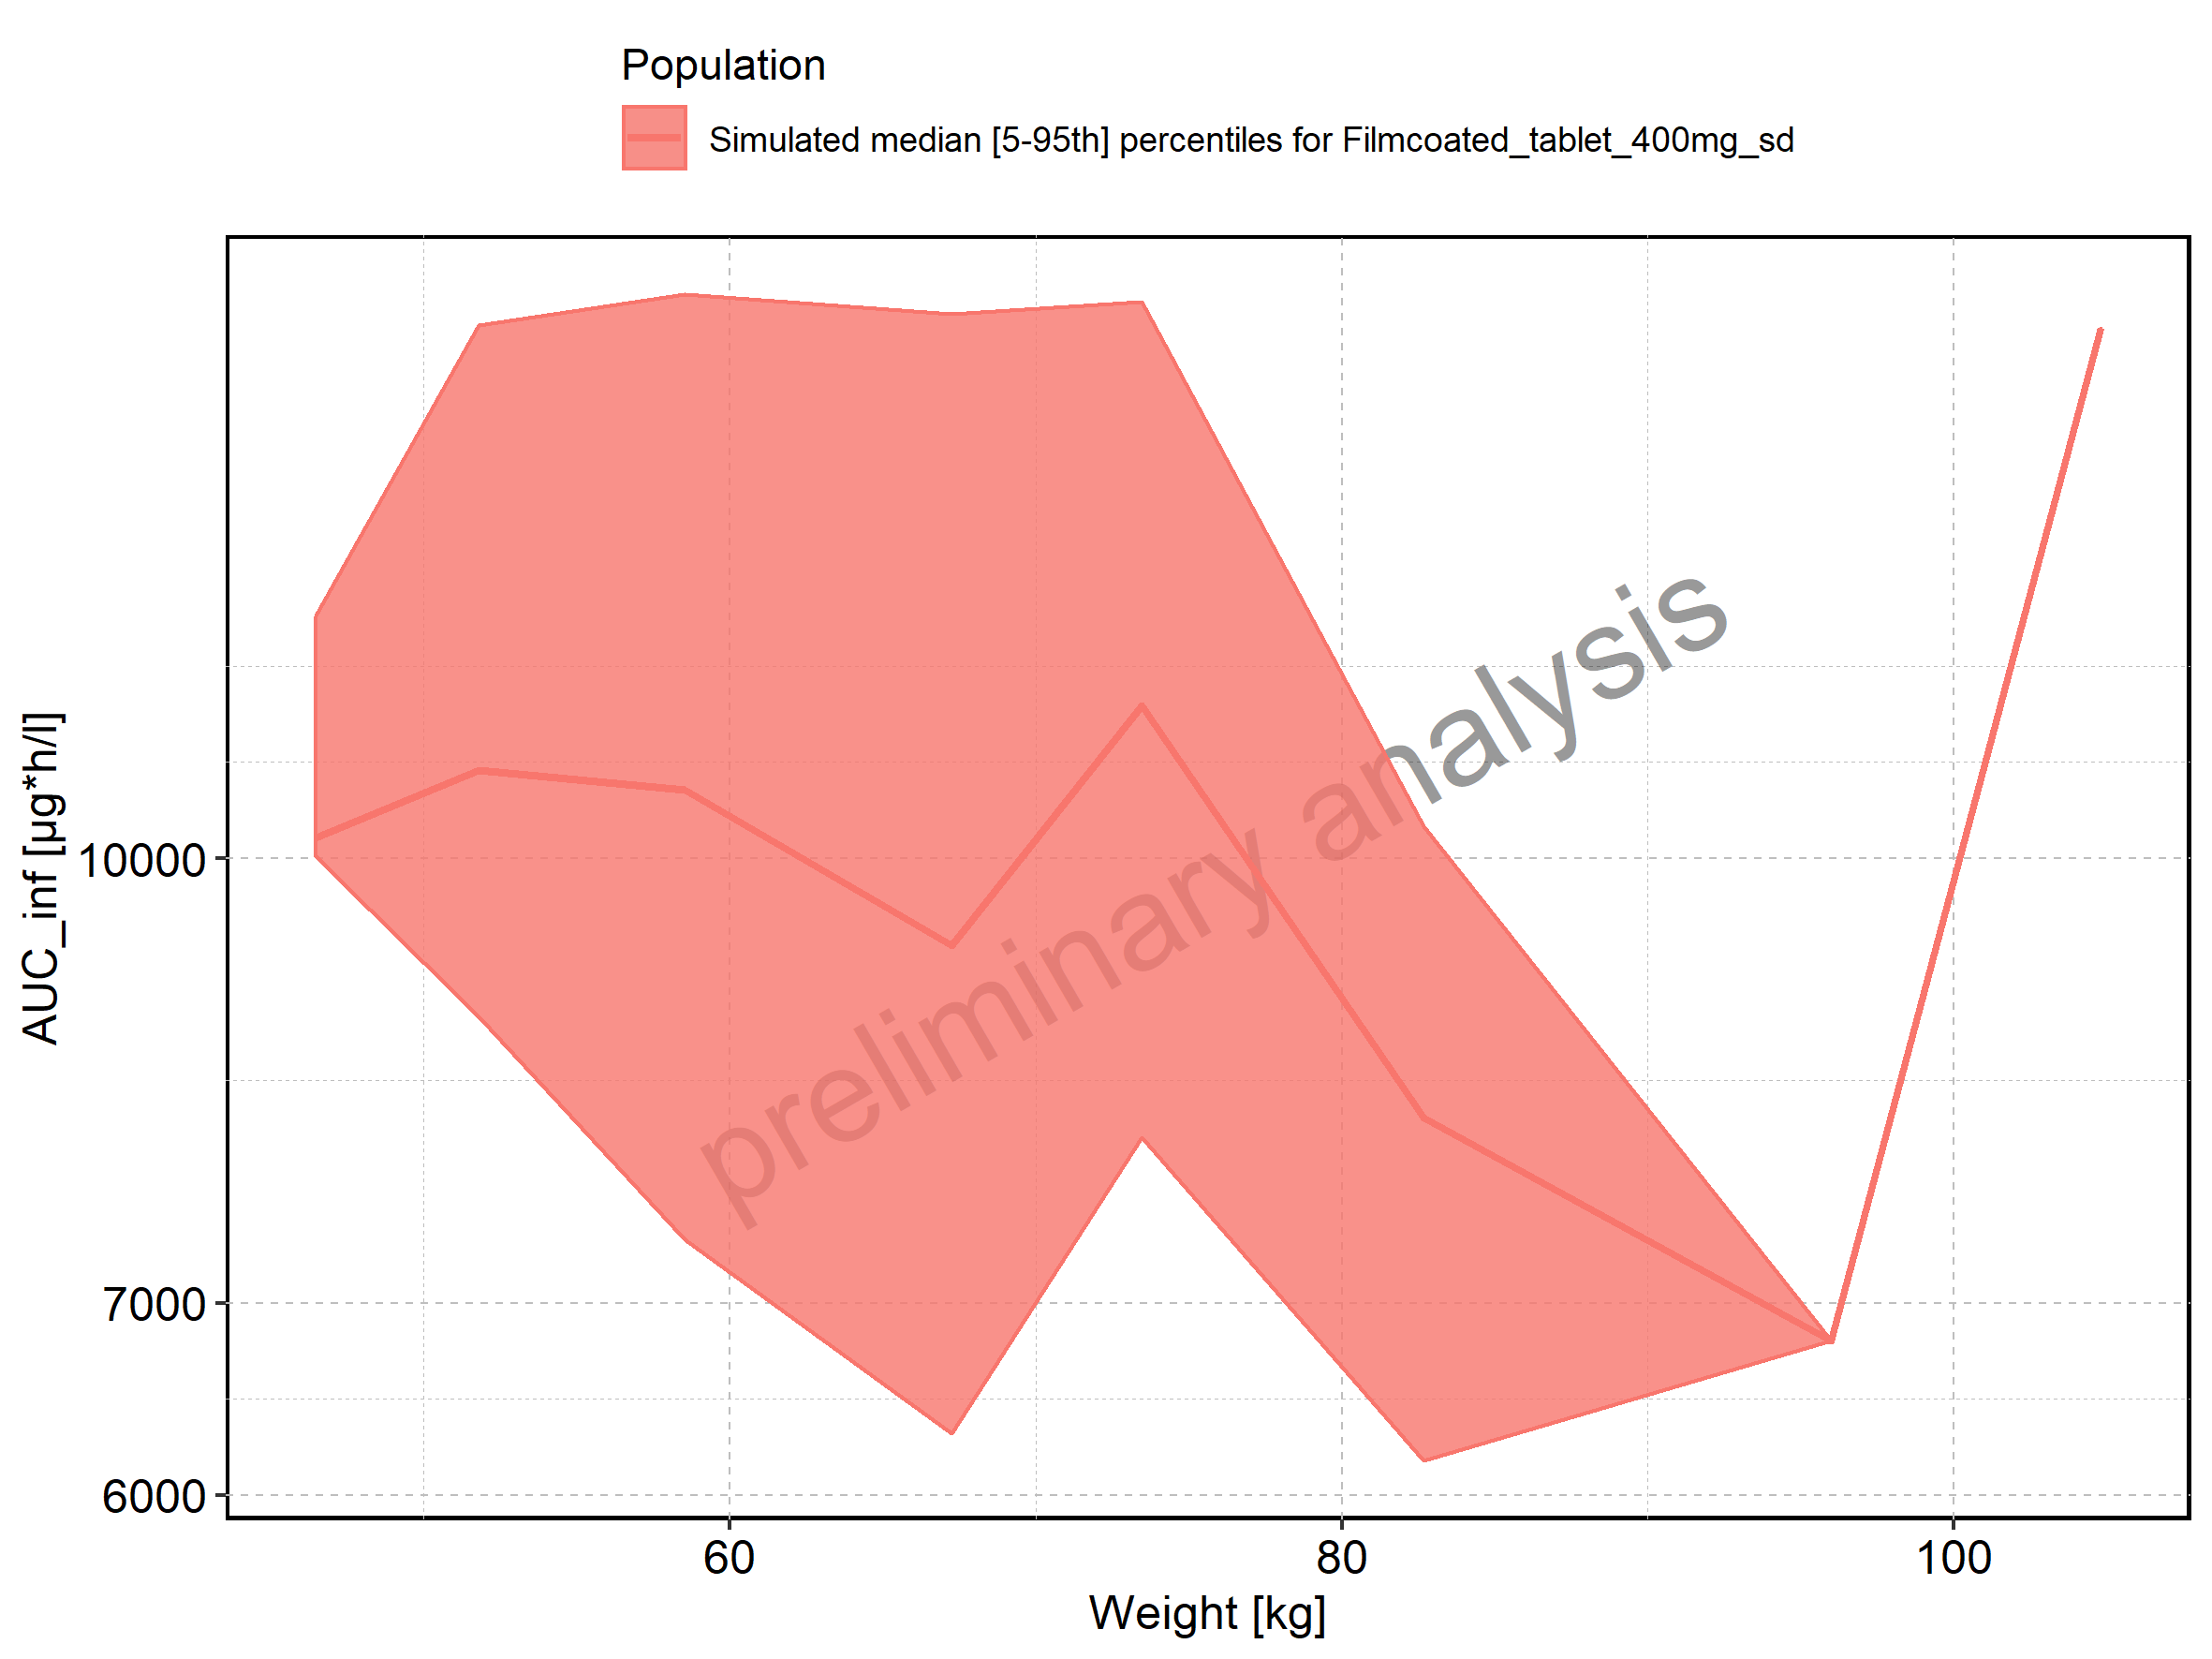 Population
Simulated median [5-95th] percentiles for Filmcoated_tablet_400mg_sd
AUC_inf [µg*h/l]
10000
7000
6000
preliminary analysis
60
80
100
Weight [kg]